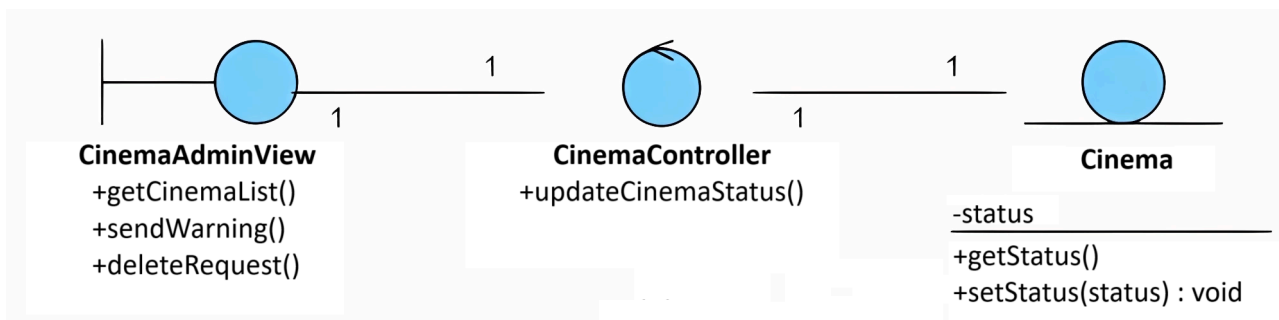 1
1
1
1
CinemaAdminView
+getCinemaList()
+sendWarning()
+deleteRequest()
CinemaController
+updateCinemaStatus()
Cinema
-status
+getStatus()
+setStatus(status) : void